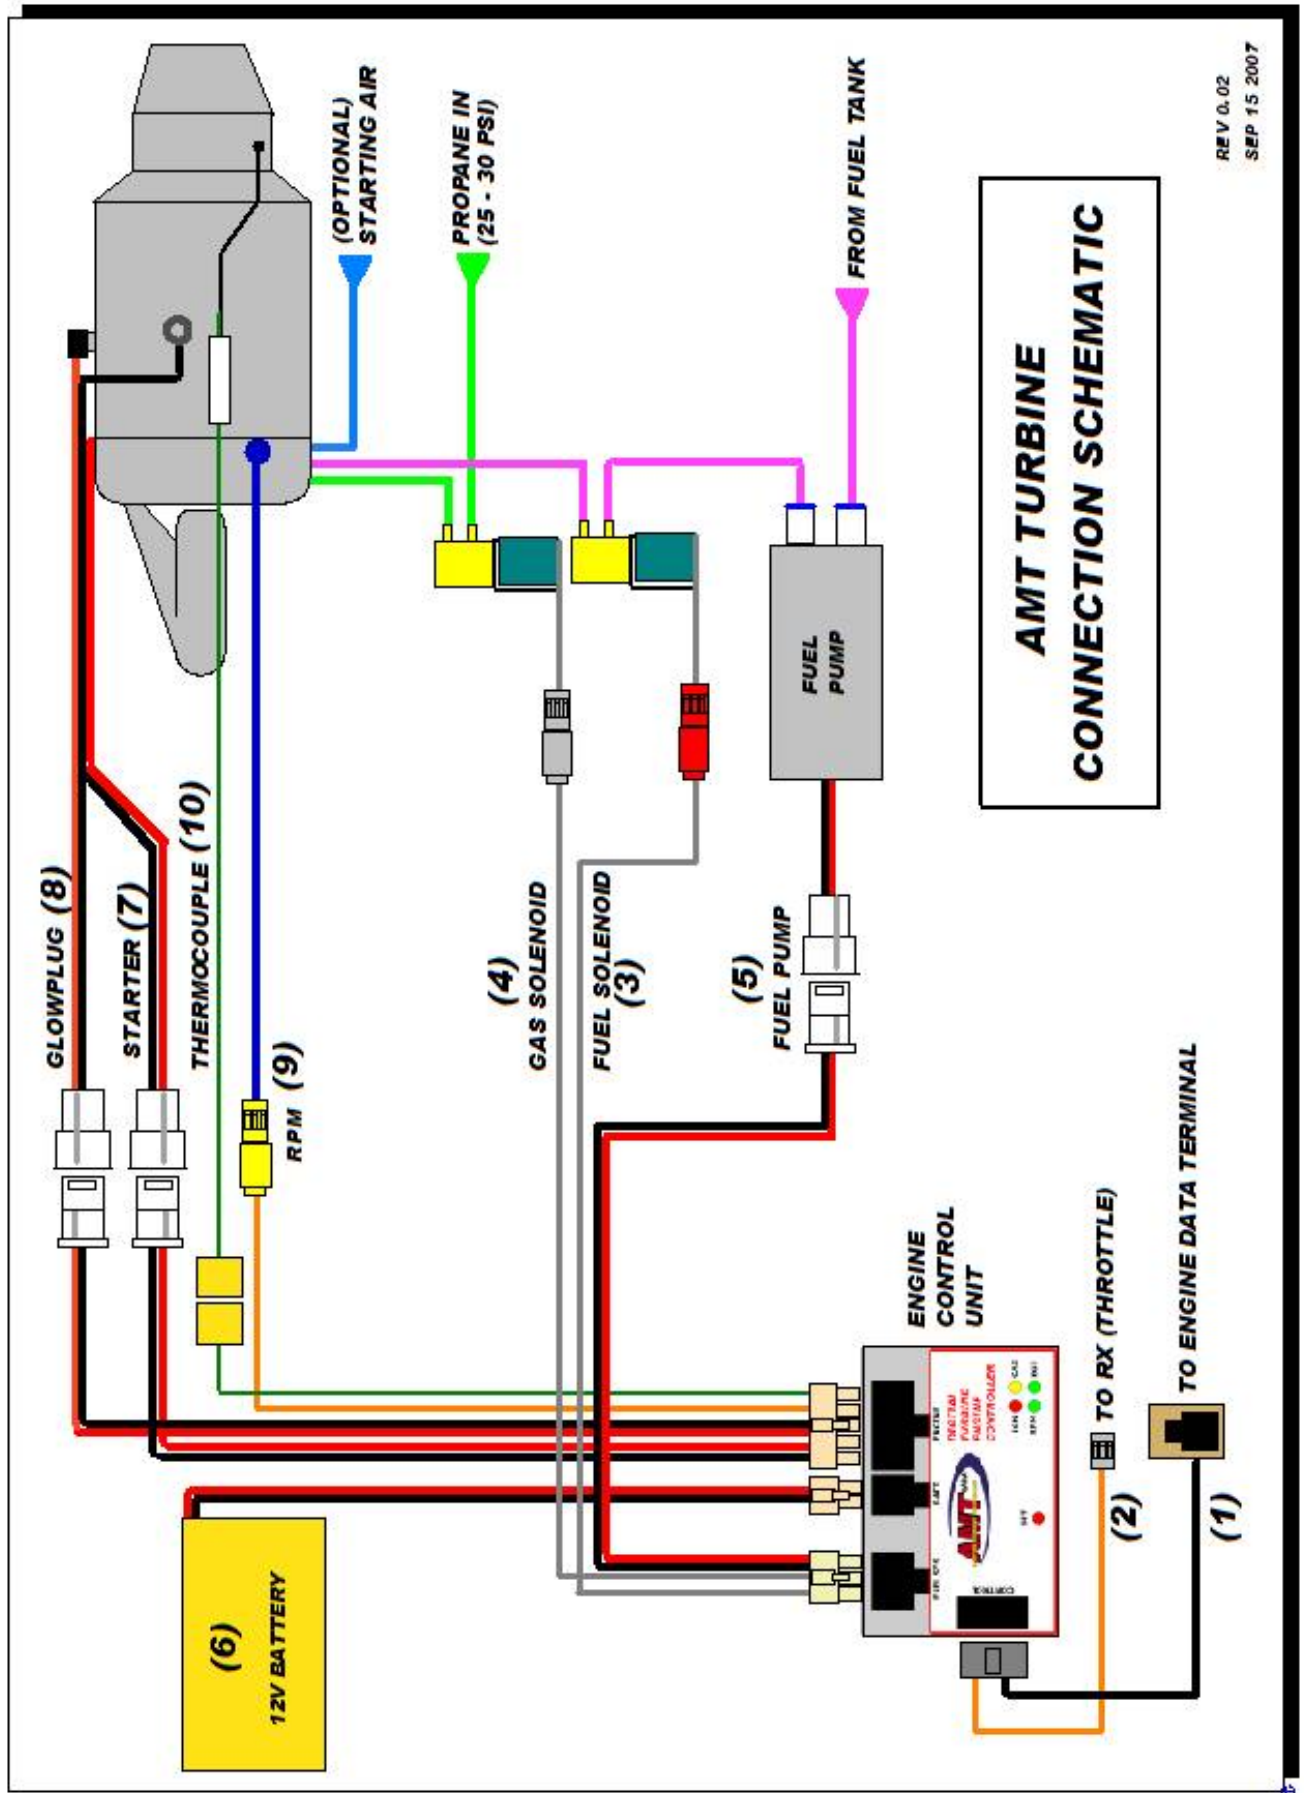 (OPTIONAL)
STARTING AIR
PROPANE IN
(25 - 30 PSI)
FROM FUEL TANK
REV 0.02
SEP 15 2007
GLOWPLUG (8)
STARTER (7)
THERMOCOUPLE (10)
RPM (9)
(4)
GAS SOLENOID
FUEL SOLENOID
(3)
(5)
FUEL PUMP
FUEL
PUMP
AMT TURBINE
CONNECTION SCHEMATIC
(6)
12V BATTERY
ENGINE
CONTROL
UNIT
DIGITAL
TURBINE
ENGINE
CONTROLLER
AMT
CONTROL
TO RX (THROTTLE)
(2)
TO ENGINE DATA TERMINAL
(1)